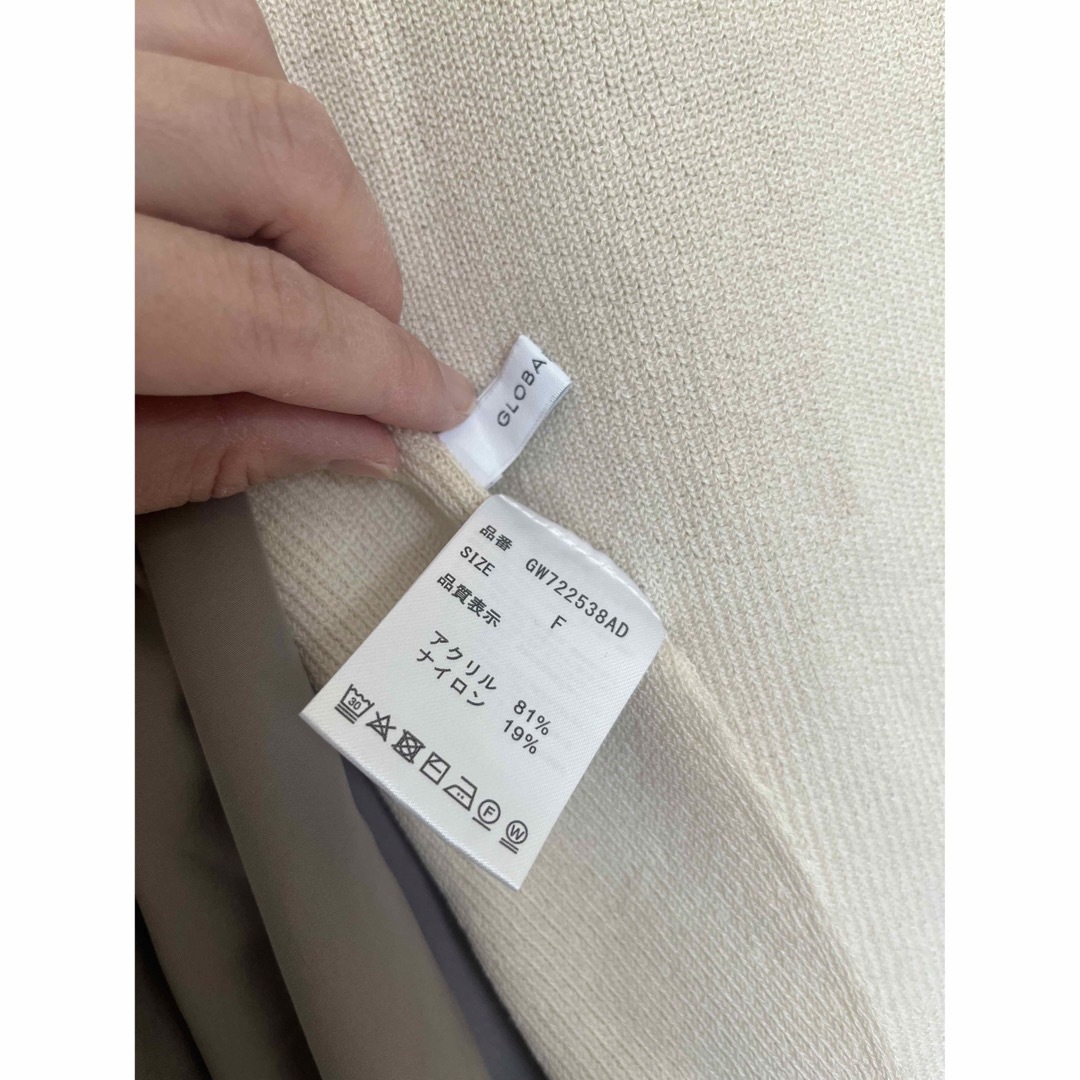 GLOBA
品番 GW722538AD
SIZE F
品質表示
アクリル 81%
ナイロン 19%
30
F
W